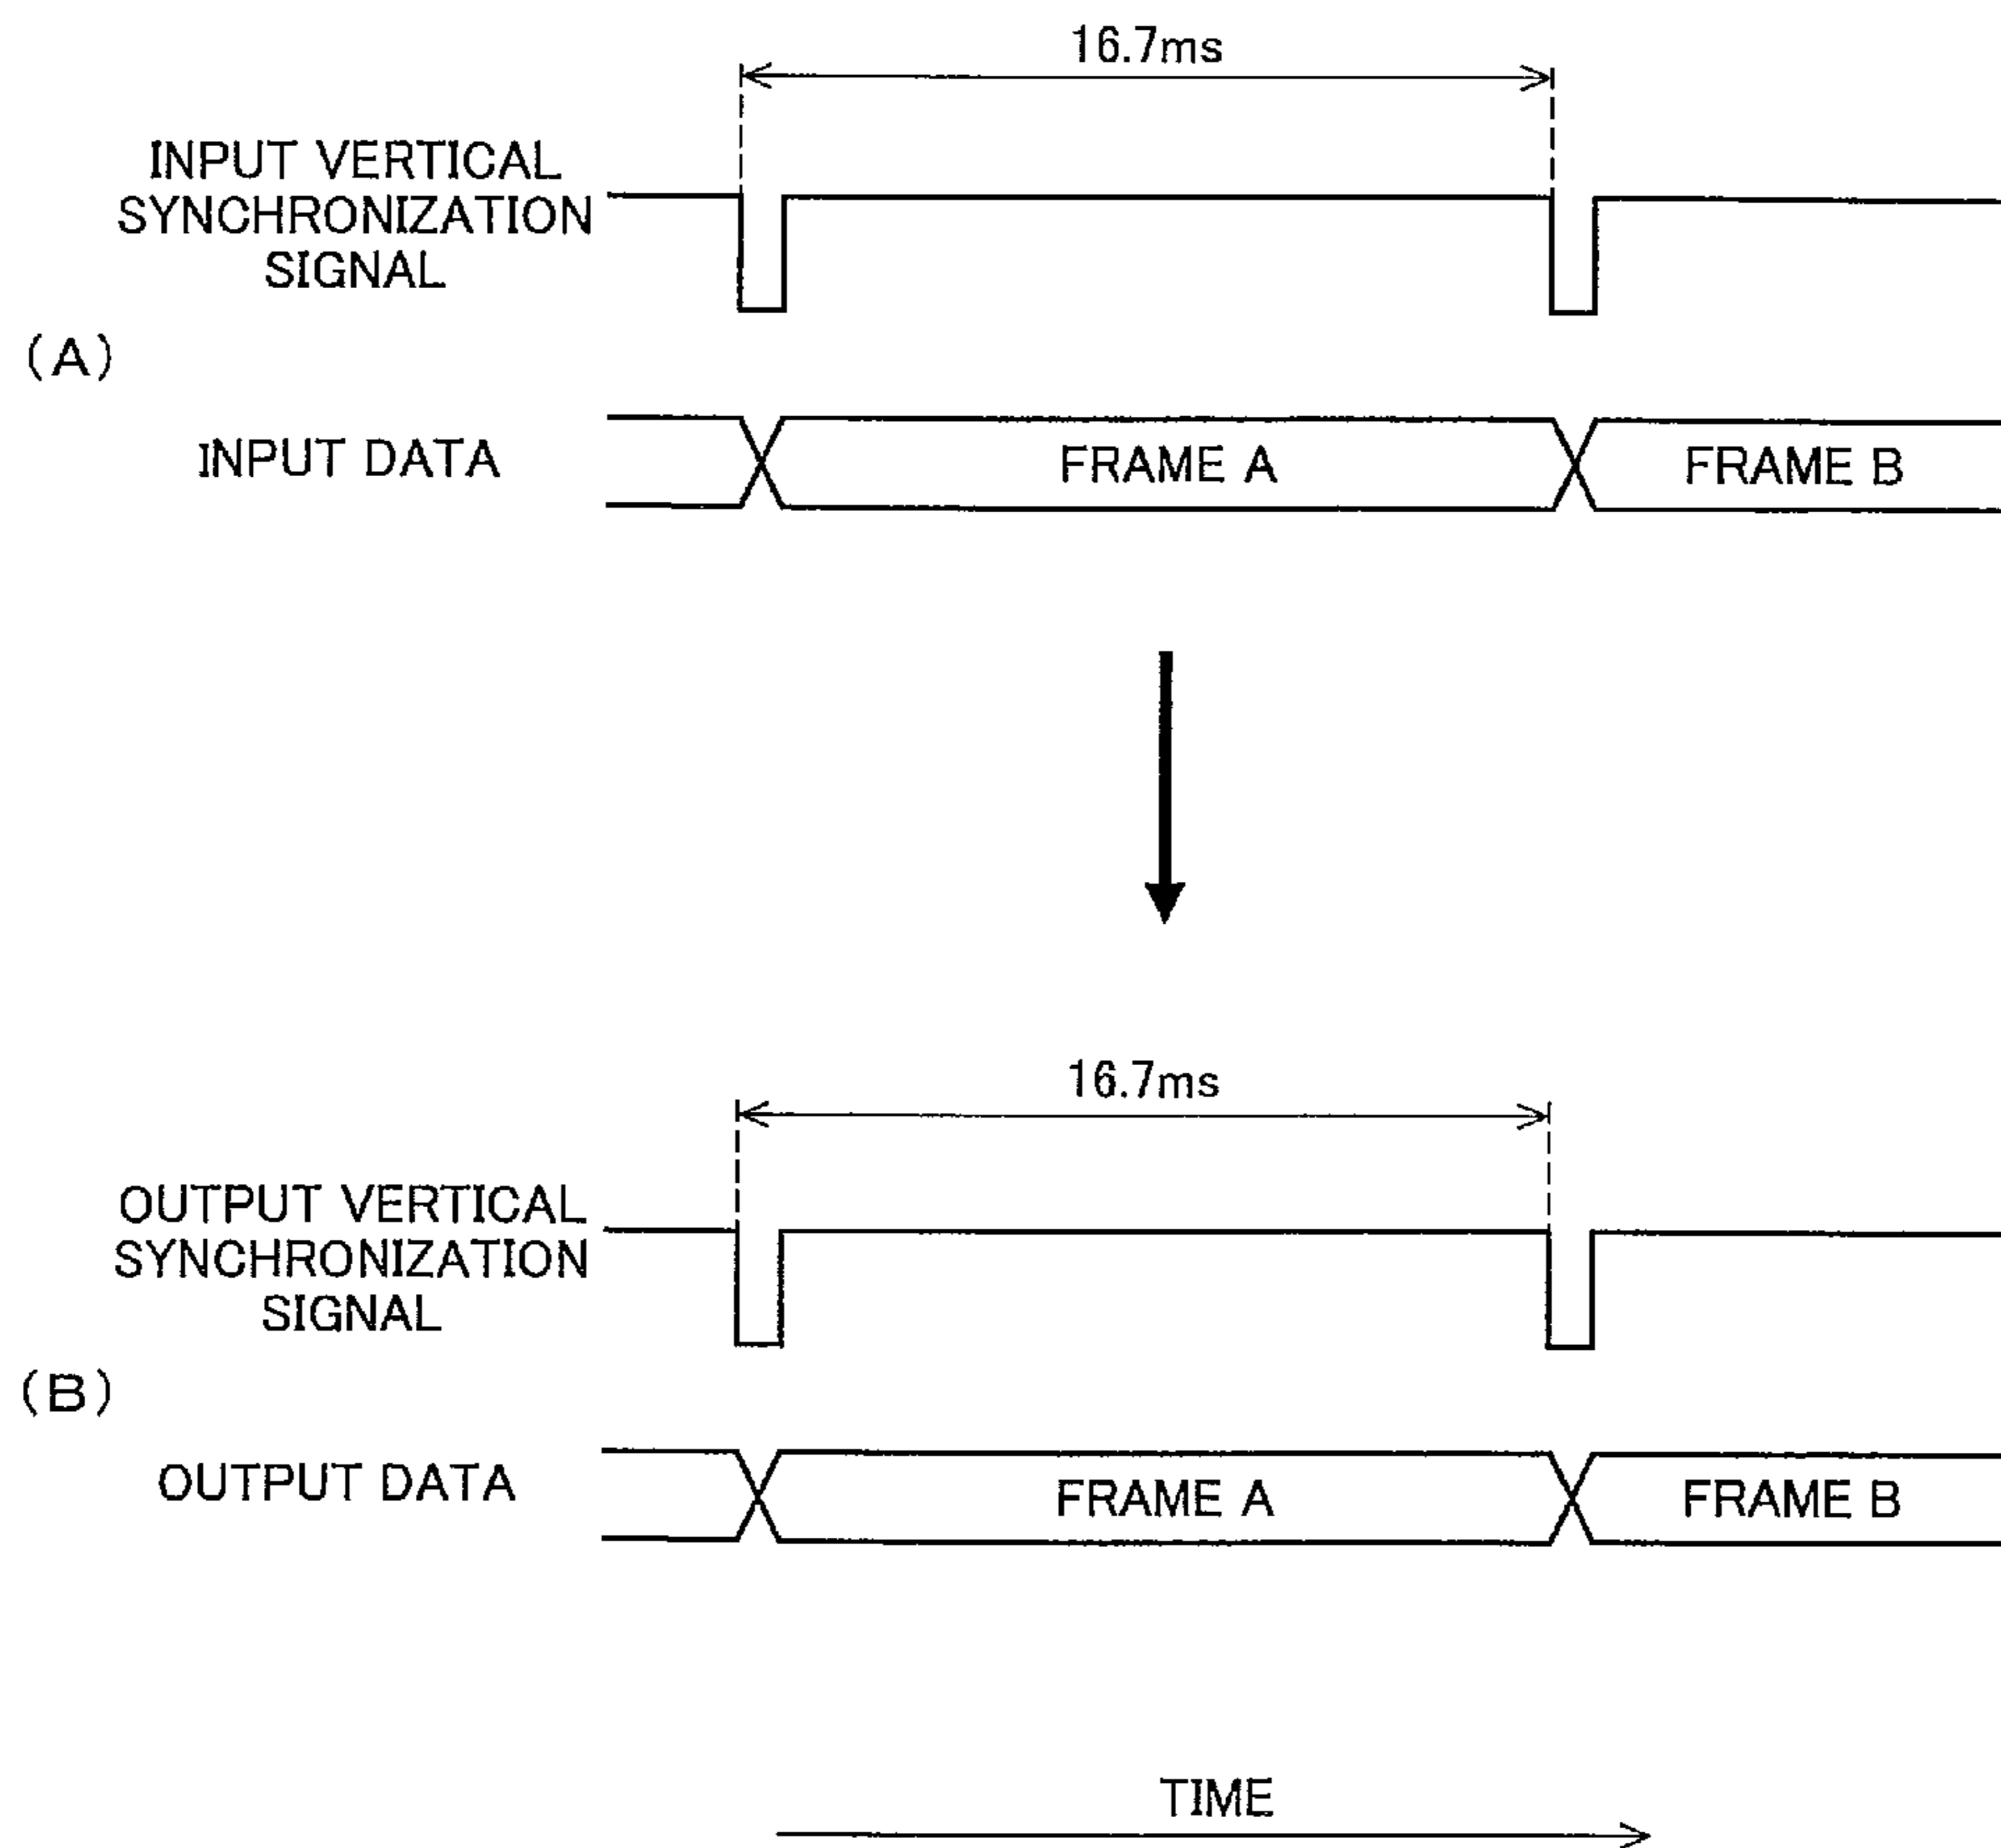 16.7ms
INPUT VERTICAL
SYNCHRONIZATION
SIGNAL
(A)
INPUT DATA
FRAME A
FRAME B
16.7ms
OUTPUT VERTICAL
SYNCHRONIZATION
SIGNAL
(B)
OUTPUT DATA
FRAME A
FRAME B
TIME